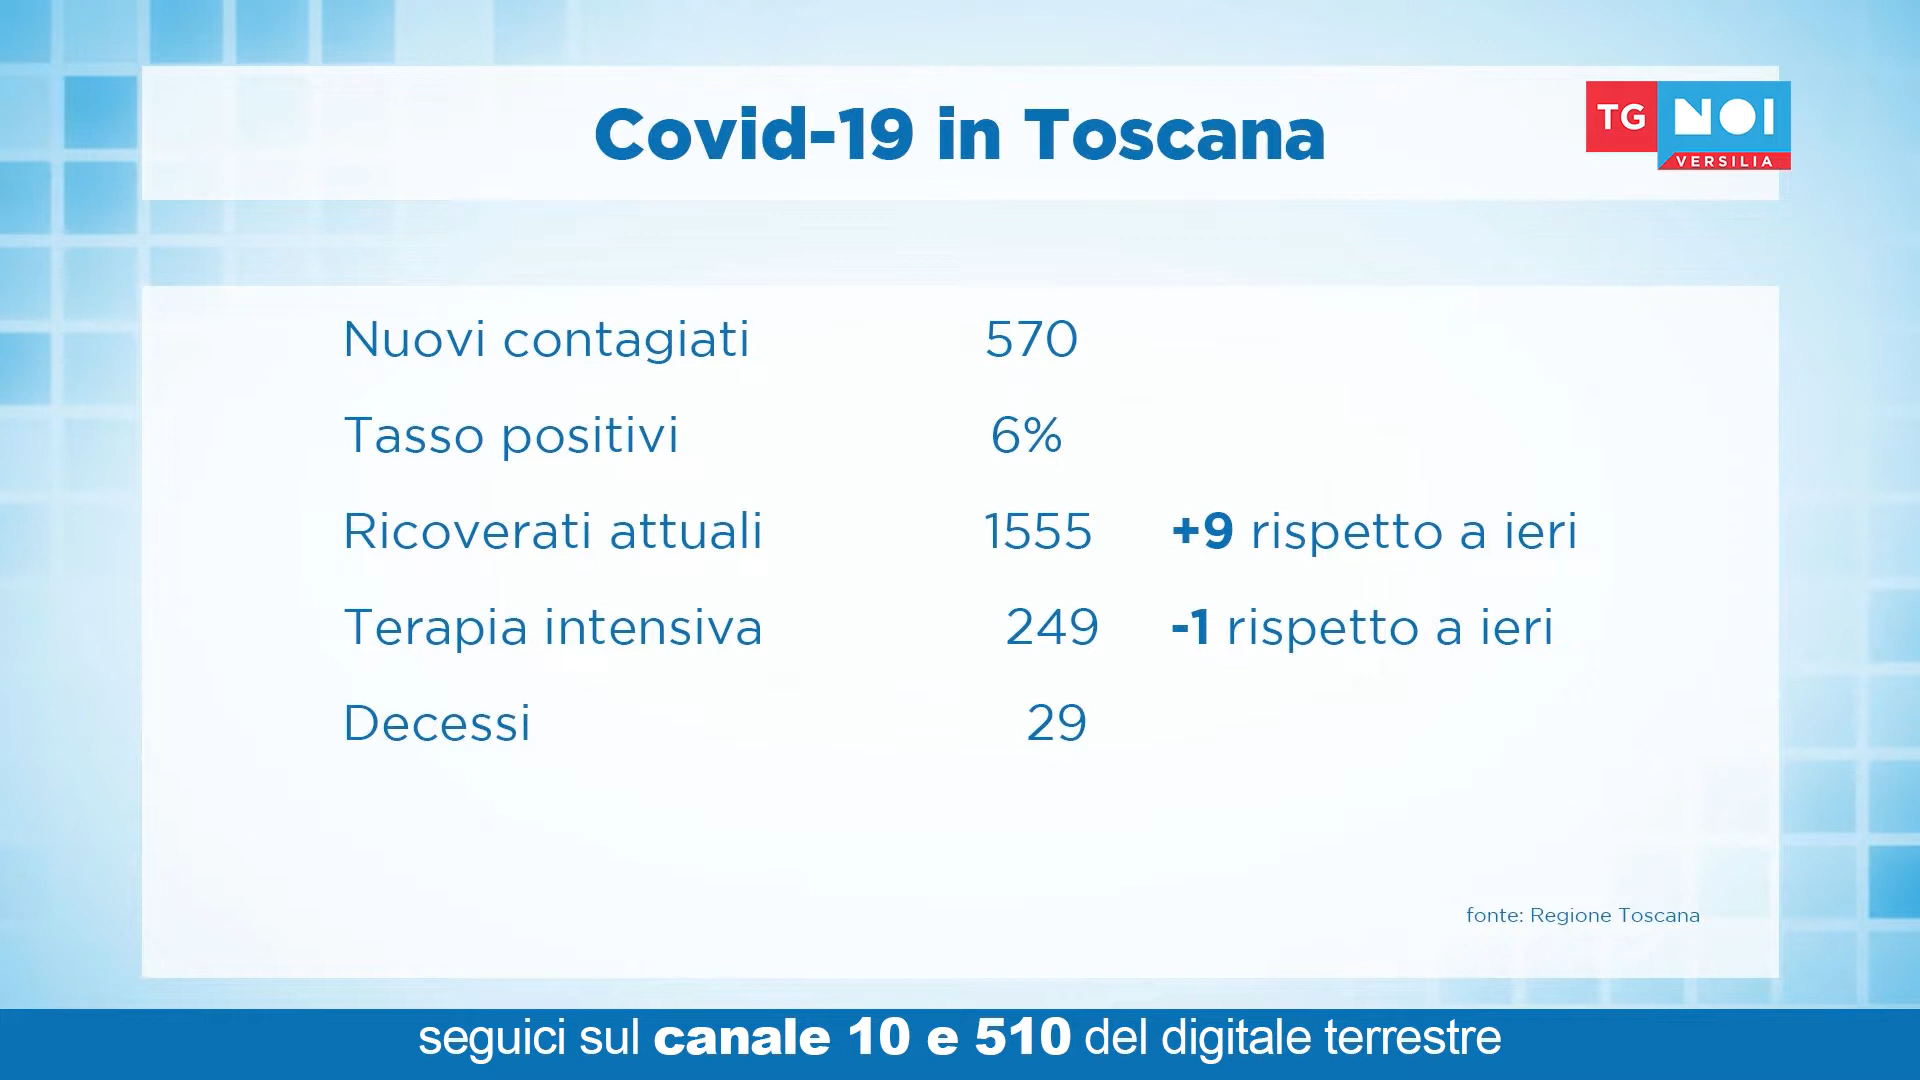 Covid-19 in Toscana
TG NOI
VERSILIA
Nuovi contagiati 570
Tasso positivi 6%
Ricoverati attuali 1555 +9 rispetto a ieri
Terapia intensiva 249 -1 rispetto a ieri
Decessi 29
fonte: Regione Toscana
seguici sul canale 10 e 510 del digitale terrestre